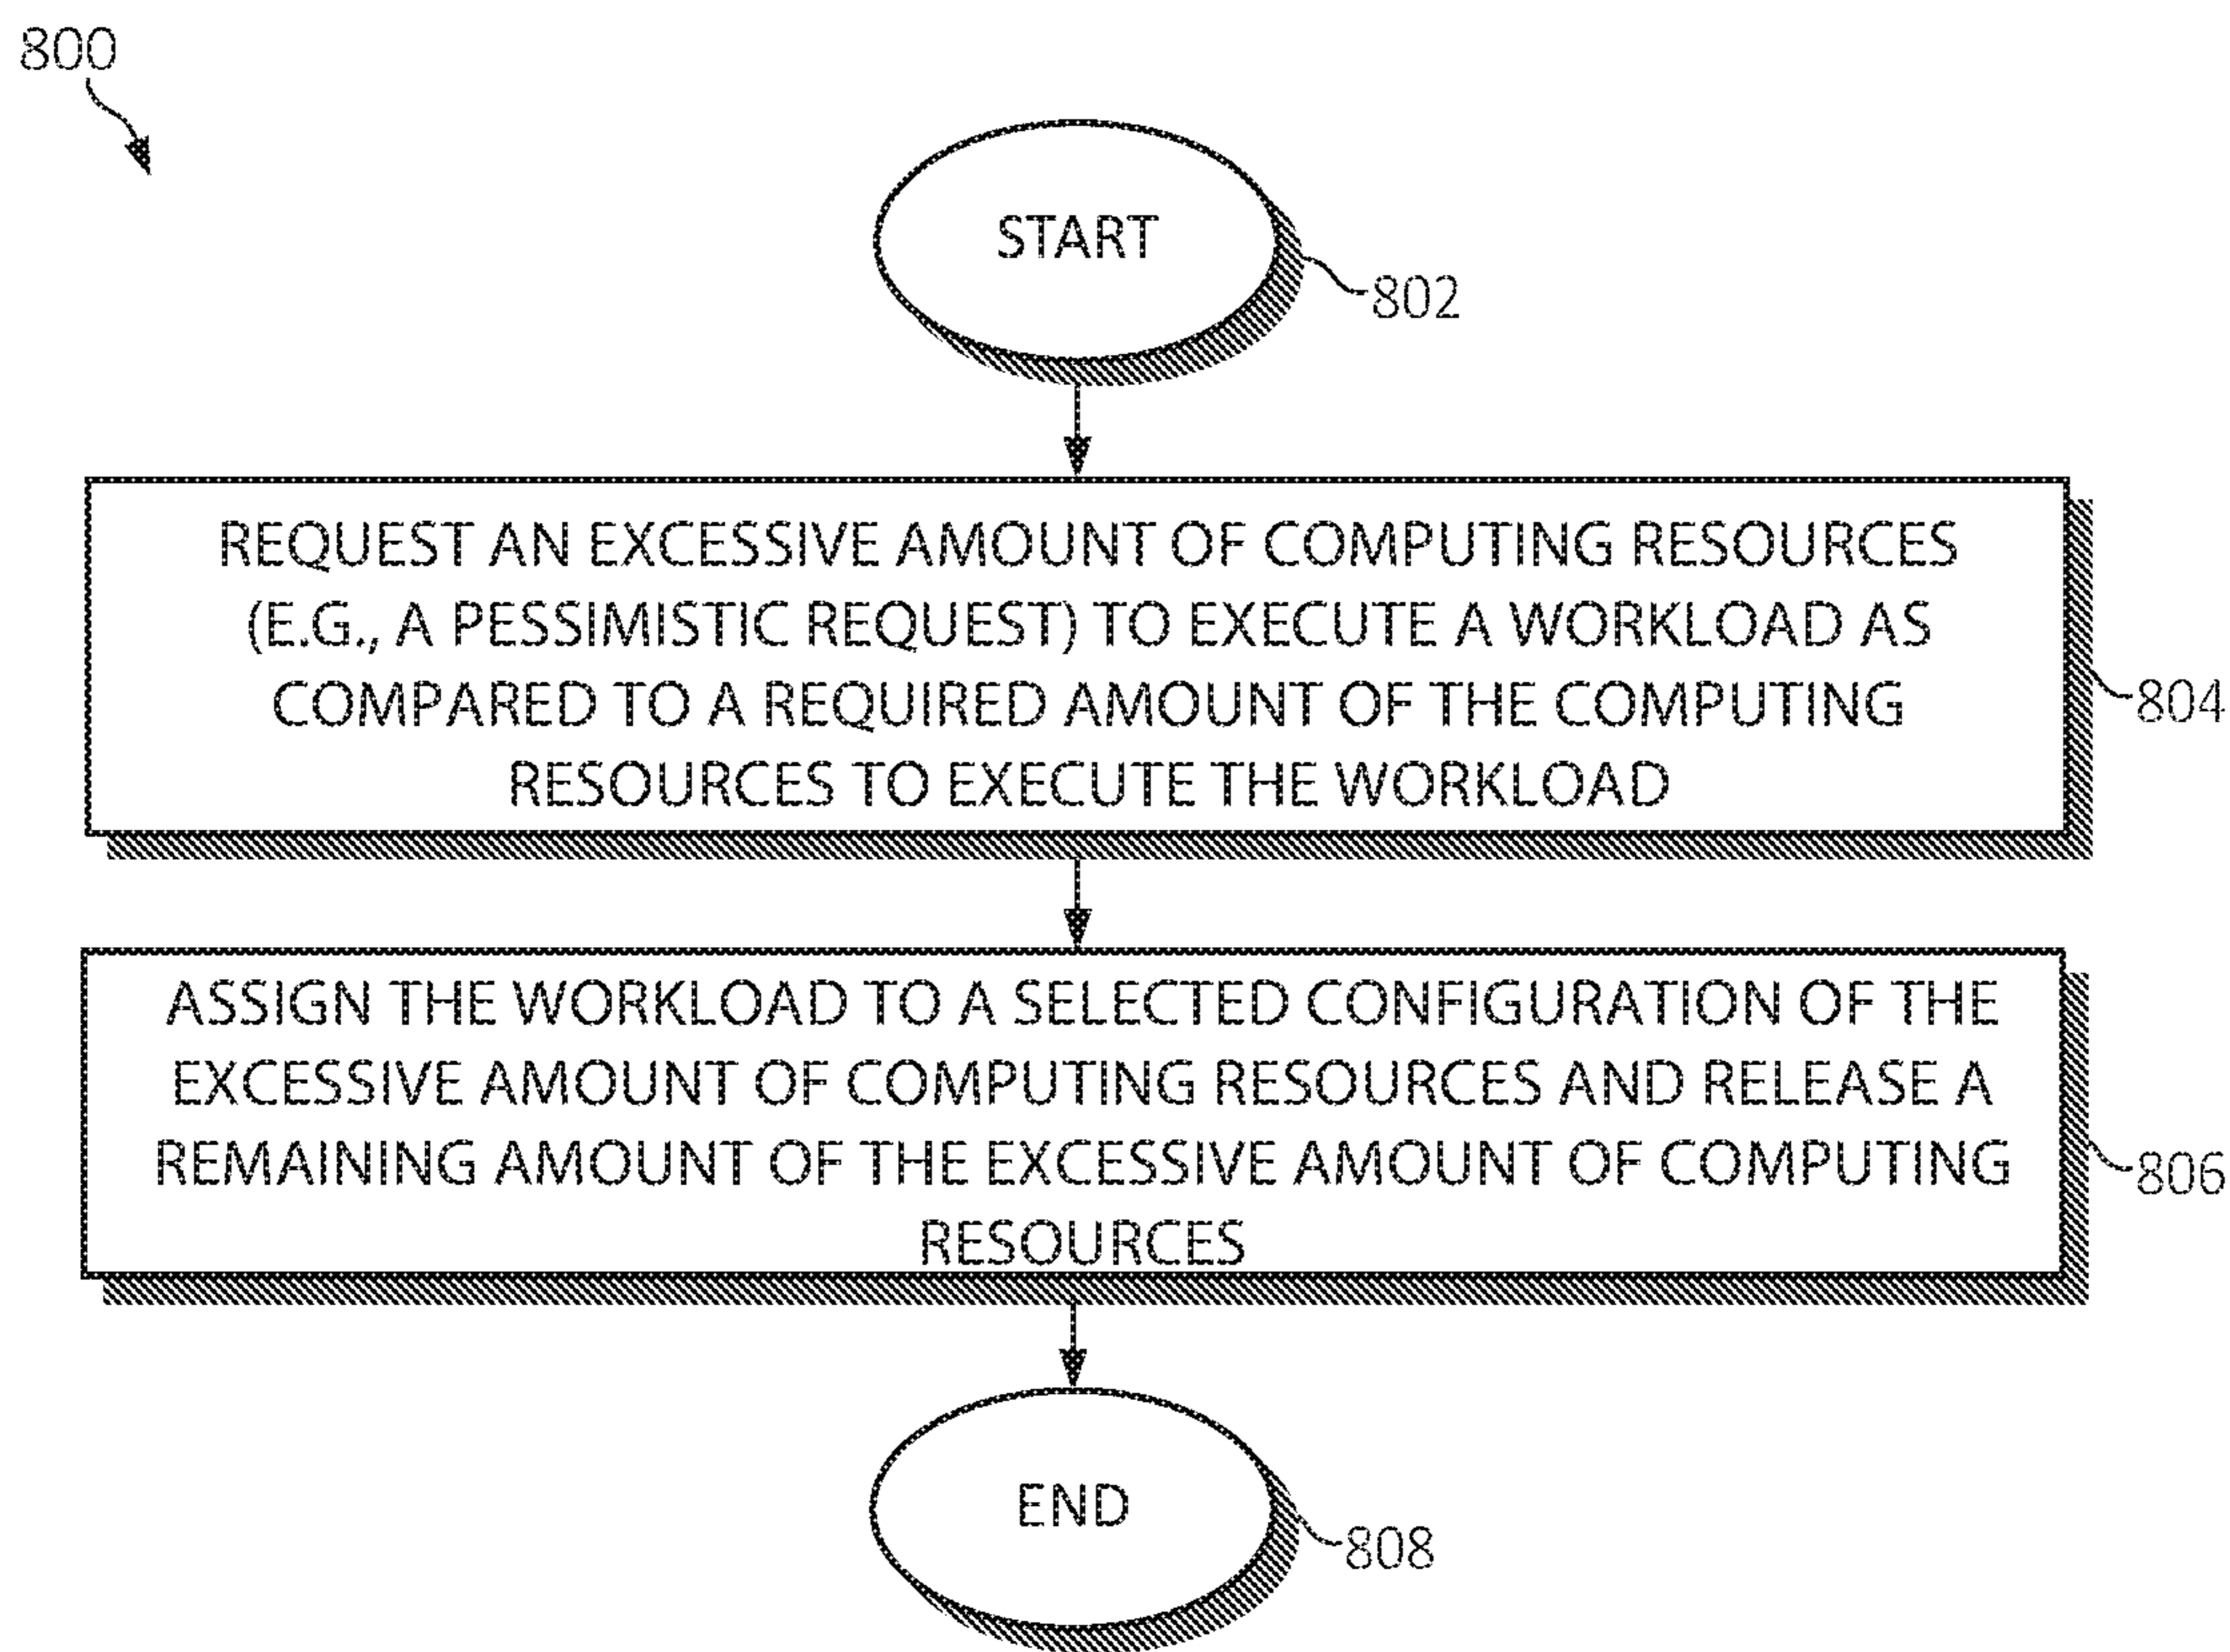 800
START
802
REQUEST AN EXCESSIVE AMOUNT OF COMPUTING RESOURCES
(E.G., A PESSIMISTIC REQUEST) TO EXECUTE A WORKLOAD AS
COMPARED TO A REQUIRED AMOUNT OF THE COMPUTING
RESOURCES TO EXECUTE THE WORKLOAD
804
ASSIGN THE WORKLOAD TO A SELECTED CONFIGURATION OF THE
EXCESSIVE AMOUNT OF COMPUTING RESOURCES AND RELEASE A
REMAINING AMOUNT OF THE EXCESSIVE AMOUNT OF COMPUTING
RESOURCES
806
END
808